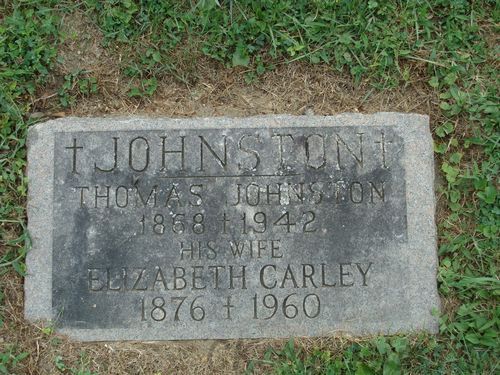 †JOHNSTON†
THOMAS JOHNSTON
1868 † 1942
HIS WIFE
ELIZABETH CARLEY
1876 † 1960